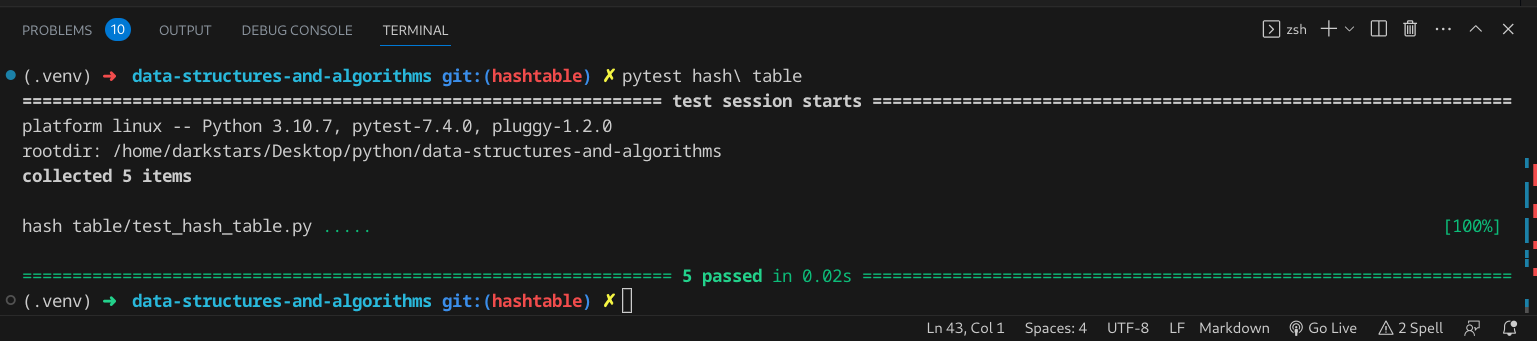 PROBLEMS 10 OUTPUT DEBUG CONSOLE TERMINAL zsh
(.venv) ➜ data-structures-and-algorithms git:(hashtable) ✗ pytest hash\ table
================================================================ test session starts ================================================================
platform linux -- Python 3.10.7, pytest-7.4.0, pluggy-1.2.0
rootdir: /home/darkstars/Desktop/python/data-structures-and-algorithms
collected 5 items
hash table/test_hash_table.py ..... [100%]
================================================================= 5 passed in 0.02s =================================================================
(.venv) ➜ data-structures-and-algorithms git:(hashtable) ✗
Ln 43, Col 1 Spaces: 4 UTF-8 LF Markdown Go Live 2 Spell